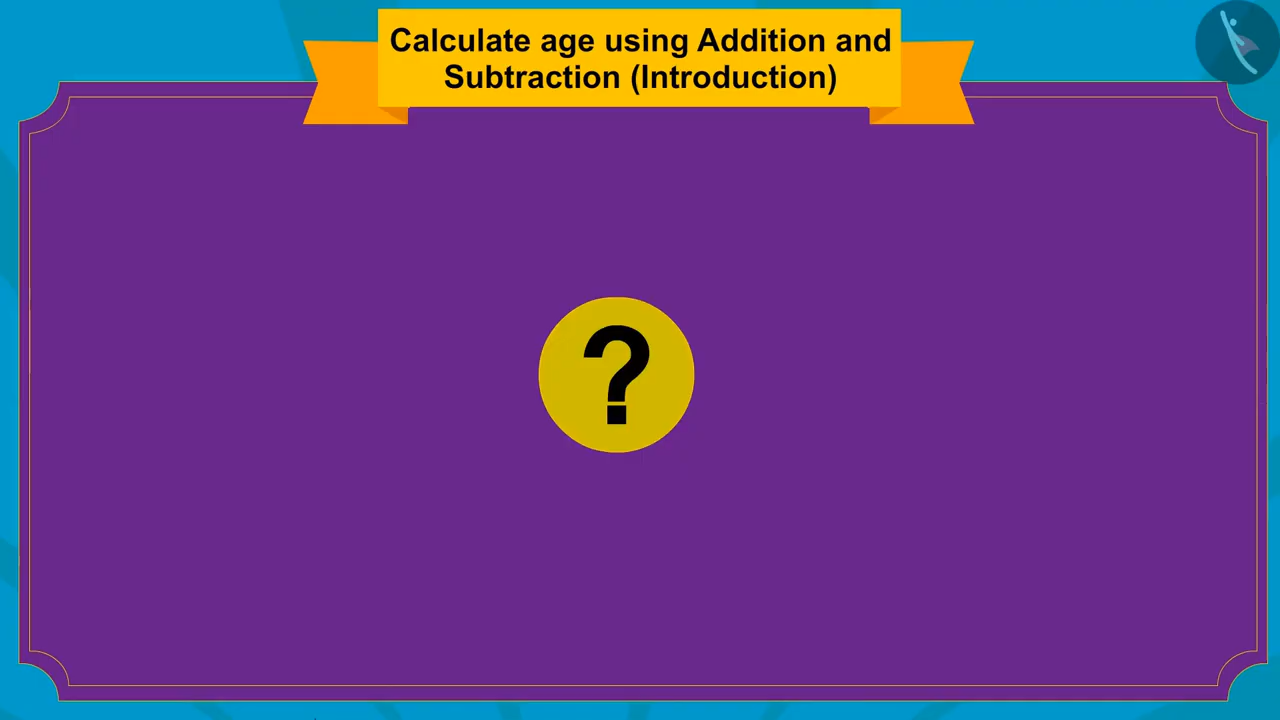 Calculate age using Addition and
Subtraction (Introduction)
?